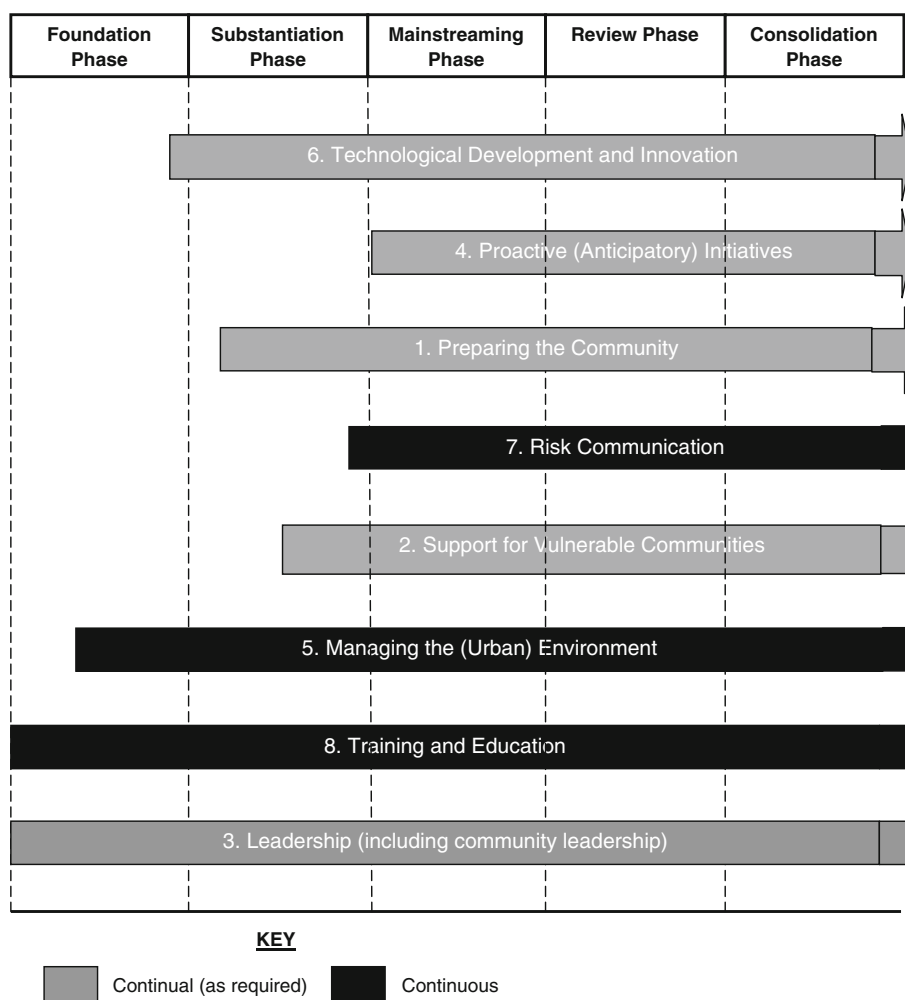 Foundation Phase
Substantiation Phase
Mainstreaming Phase
Review Phase
Consolidation Phase
6. Technological Development and Innovation
4. Proactive (Anticipatory) Initiatives
1. Preparing the Community
7. Risk Communication
2. Support for Vulnerable Communities
5. Managing the (Urban) Environment
8. Training and Education
3. Leadership (including community leadership)
KEY
Continual (as required)
Continuous